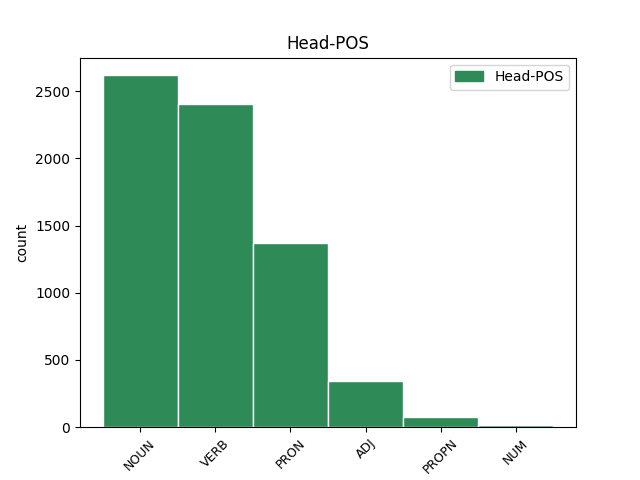 Head-POS
Head-POS
2500
2000
1500
1000
500
0
count
NOUN
VERB
PRON
ADJ
PROPN
NUM